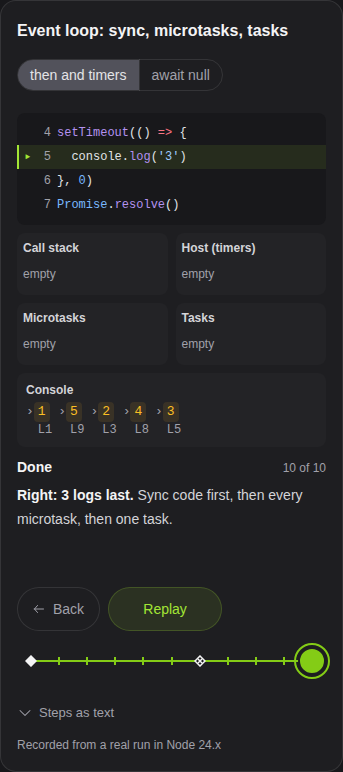 Event loop: sync, microtasks, tasks
then and timers await null
4 setTimeout(() => {
5 console.log('3')
6 }, 0)
7 Promise.resolve()
Call stack Host (timers)
empty empty
Microtasks Tasks
empty empty
Console
› 1 › 5 › 2 › 4 › 3
L1 L9 L3 L8 L5
Done 10 of 10
Right: 3 logs last. Sync code first, then every
microtask, then one task.
← Back Replay
Steps as text
Recorded from a real run in Node 24.x